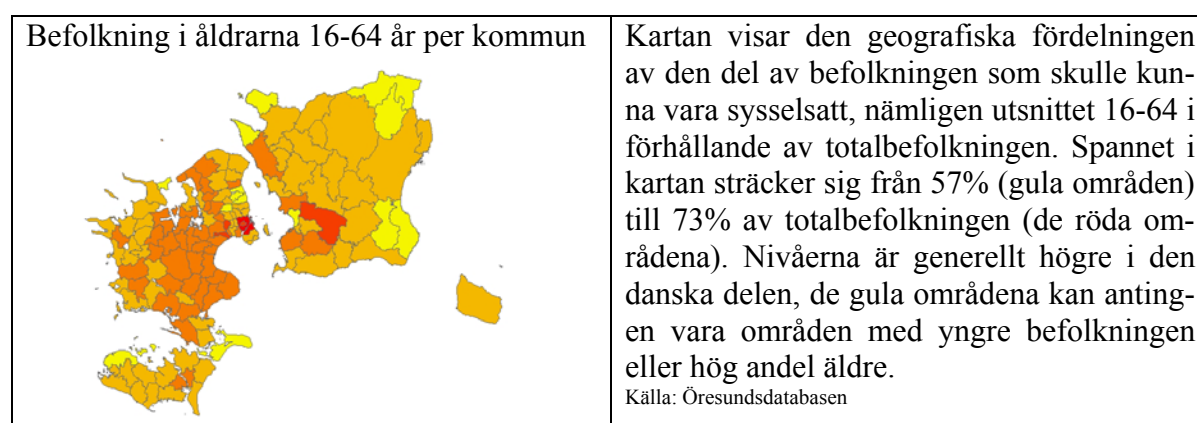 Befolkning i åldrarna 16-64 år per kommun
Kartan visar den geografiska fördelningen
av den del av befolkningen som skulle kun-
na vara sysselsatt, nämligen utsnittet 16-64 i
förhållande av totalbefolkningen. Spannet i
kartan sträcker sig från 57% (gula områden)
till 73% av totalbefolkningen (de röda om-
rådena). Nivåerna är generellt högre i den
danska delen, de gula områdena kan anting-
en vara områden med yngre befolkningen
eller hög andel äldre.
Källa: Öresundsdatabasen